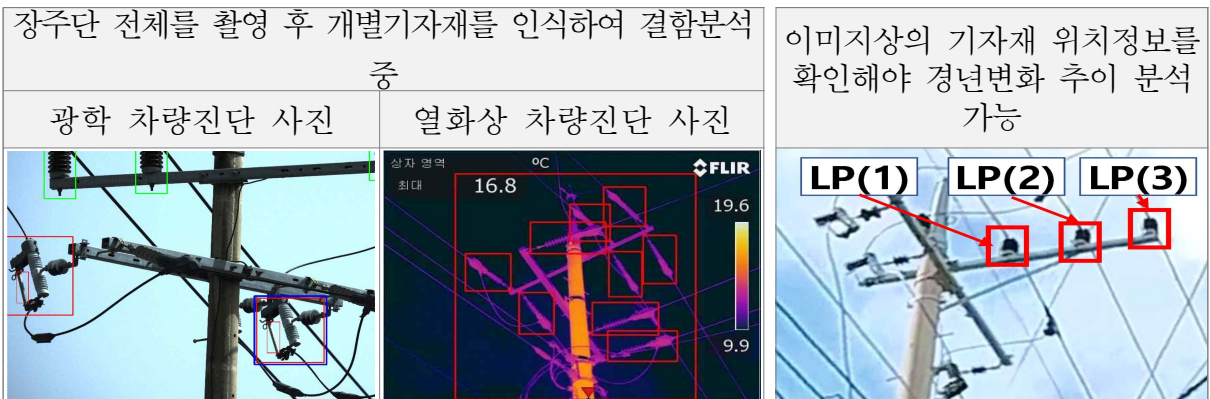 장주단 전체를 촬영 후 개별기자재를 인식하여 결함분석
중
광학 차량진단 사진
열화상 차량진단 사진
상자 영역 ºC
최대 16.8
FLIR
19.6
9.9
이미지상의 기자재 위치정보를
확인해야 경년변화 추이 분석
가능
LP(1) LP(2) LP(3)